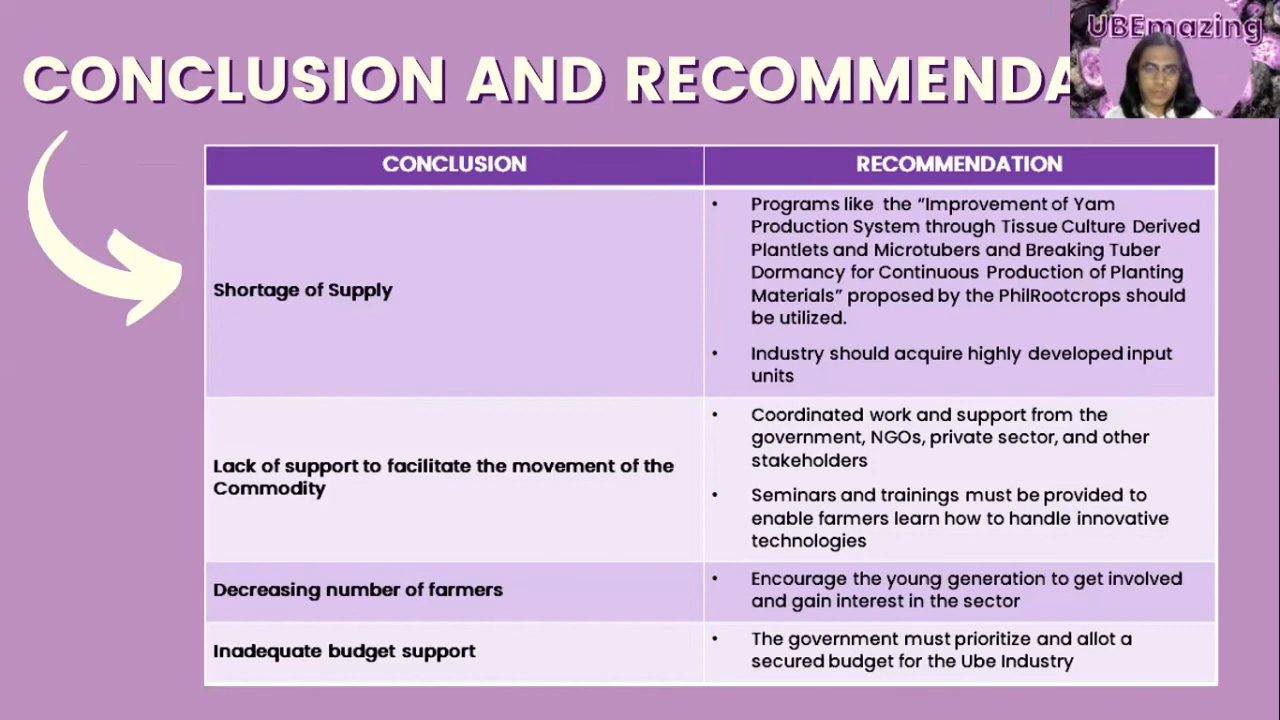 UBEmazing
CONCLUSION AND RECOMMENDA
CONCLUSION
RECOMMENDATION
Shortage of Supply
• Programs like the “Improvement of Yam
Production System through Tissue Culture Derived
Plantlets and Microtubers and Breaking Tuber
Dormancy for Continuous Production of Planting
Materials” proposed by the PhilRootcrops should
be utilized.
• Industry should acquire highly developed input
units
Lack of support to facilitate the movement of the
Commodity
• Coordinated work and support from the
government, NGOs, private sector, and other
stakeholders
• Seminars and trainings must be provided to
enable farmers learn how to handle innovative
technologies
Decreasing number of farmers
• Encourage the young generation to get involved
and gain interest in the sector
Inadequate budget support
• The government must prioritize and allot a
secured budget for the Ube Industry